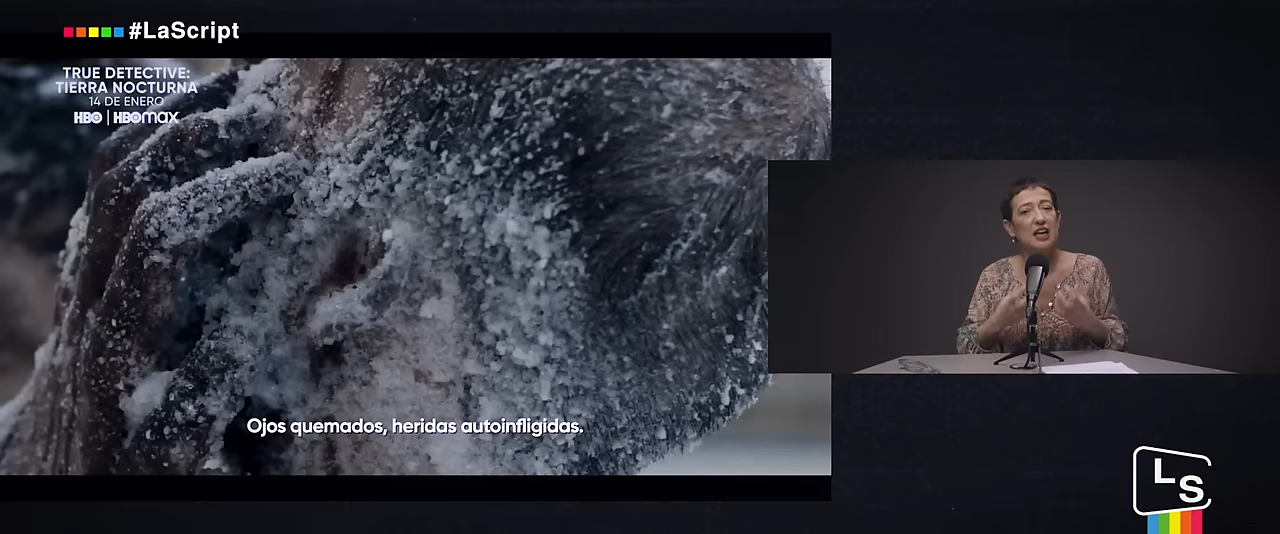 #LaScript
TRUE DETECTIVE:
TIERRA NOCTURNA
14 DE ENERO
HBO | HBOMAX
Ojos quemados, heridas autoinfligidas.
LS